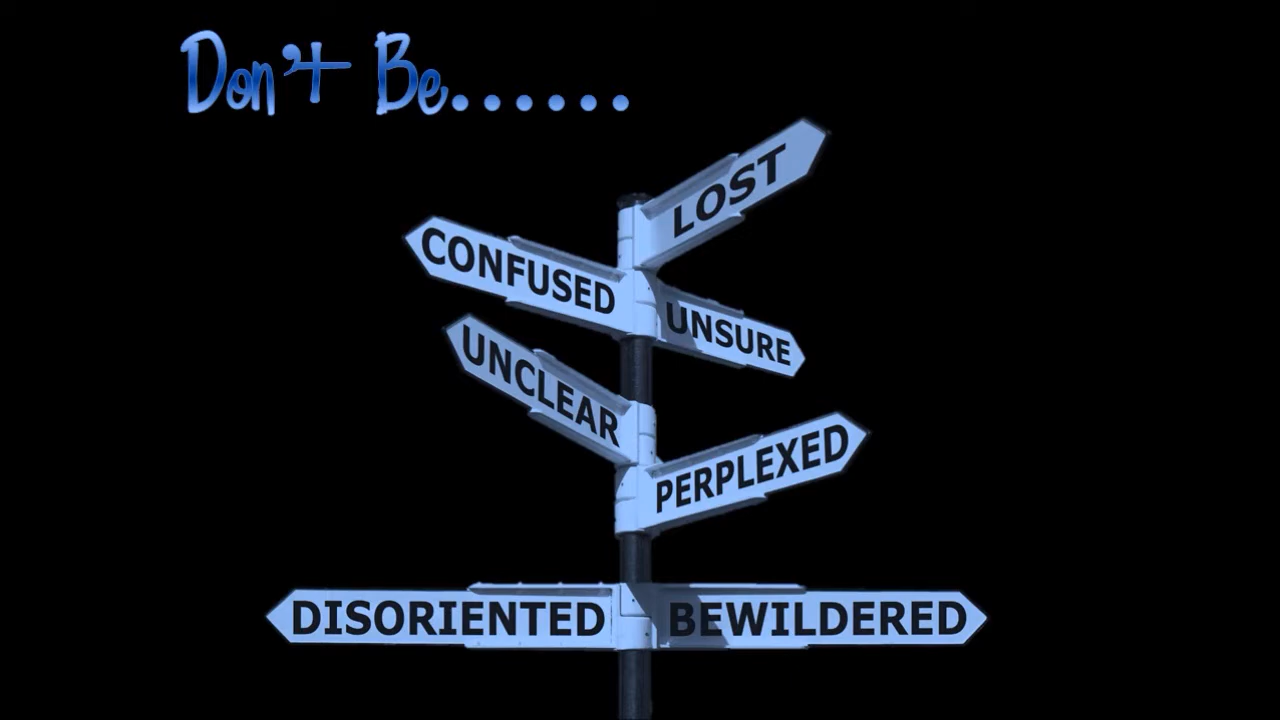 Don't Be......
LOST
CONFUSED
UNSURE
UNCLEAR
PERPLEXED
DISORIENTED
BEWILDERED